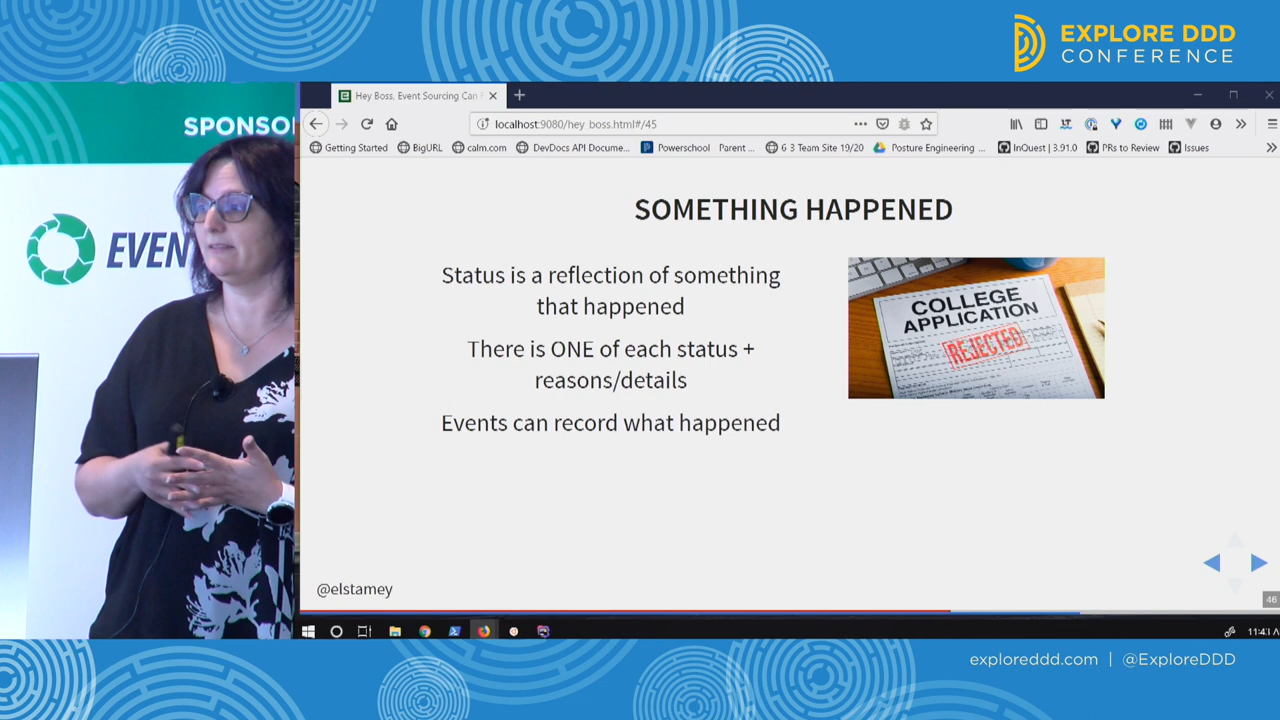 EXPLORE DDD
CONFERENCE
SPONSO
EVEN
Hey Boss, Event Sourcing Can
localhost:9080/hey_boss.html#/45
Getting Started
BigURL
calm.com
DevDocs API Docume...
Powerschool
Parent ...
6-3 Team Site 19/20
Posture Engineering ...
InQuest | 3.91.0
PRs to Review
Issues
SOMETHING HAPPENED
Status is a reflection of something
that happened
There is ONE of each status +
reasons/details
Events can record what happened
COLLEGE
APPLICATION
REJECTED
@elstamey
46
exploreddd.com | @ExploreDDD